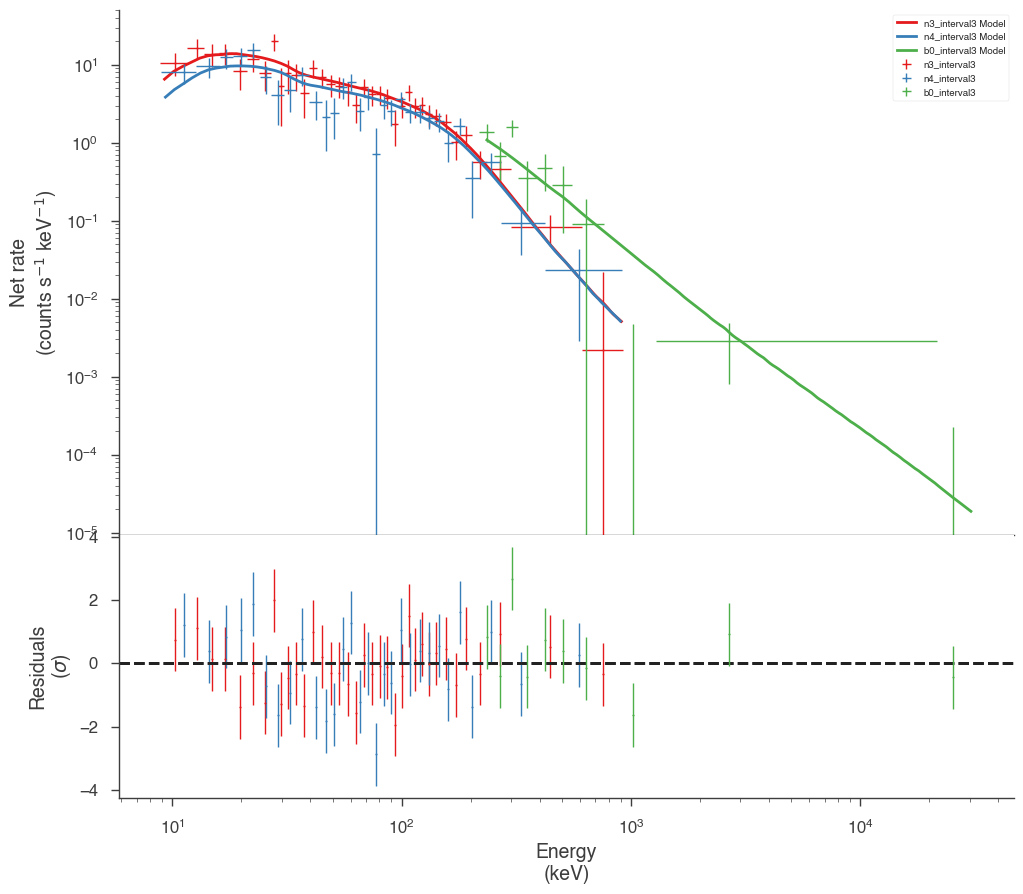 n3_interval3 Model
n4_interval3 Model
b0_interval3 Model
n3_interval3
n4_interval3
b0_interval3
Net rate
(counts s⁻¹ keV⁻¹)
10¹
10⁰
10⁻¹
10⁻²
10⁻³
10⁻⁴
10⁻⁵
Residuals
(σ)
4
2
0
−2
−4
10¹ 10² 10³ 10⁴
Energy
(keV)